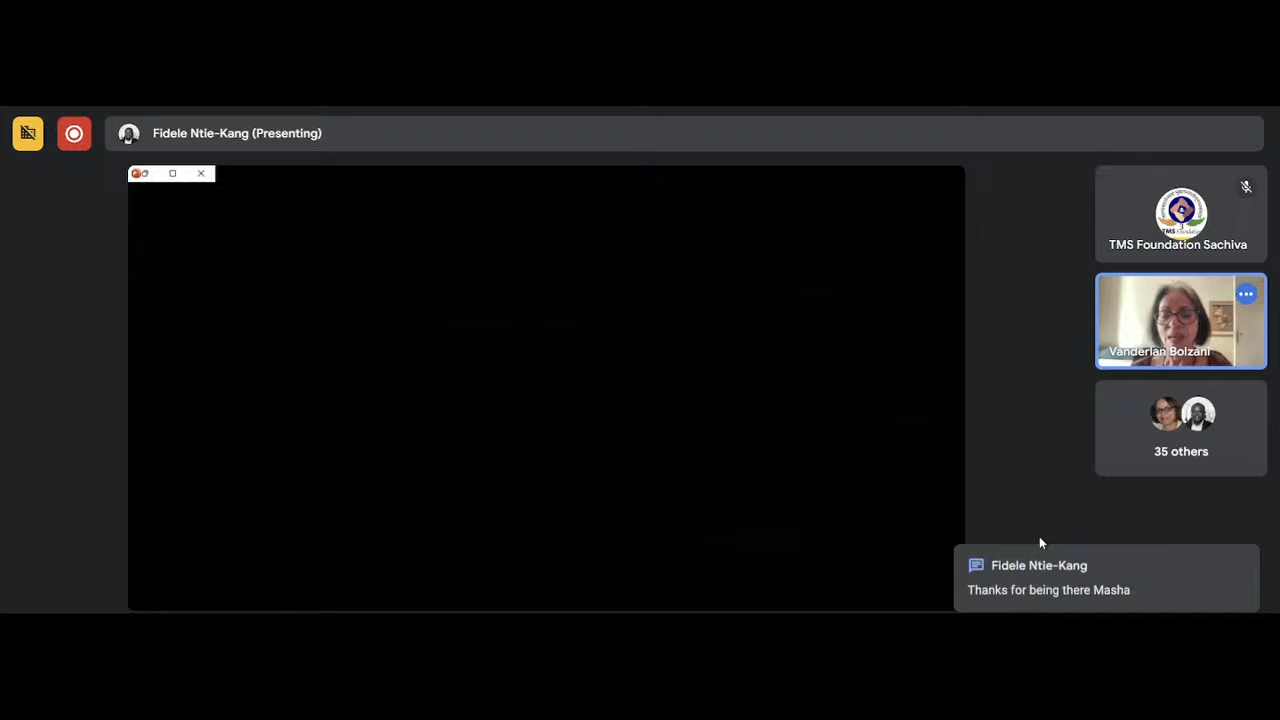 Fidele Ntie-Kang (Presenting)
TMS Foundation Sachiva
Vanderlan Bolzani
35 others
Fidele Ntie-Kang
Thanks for being there Masha